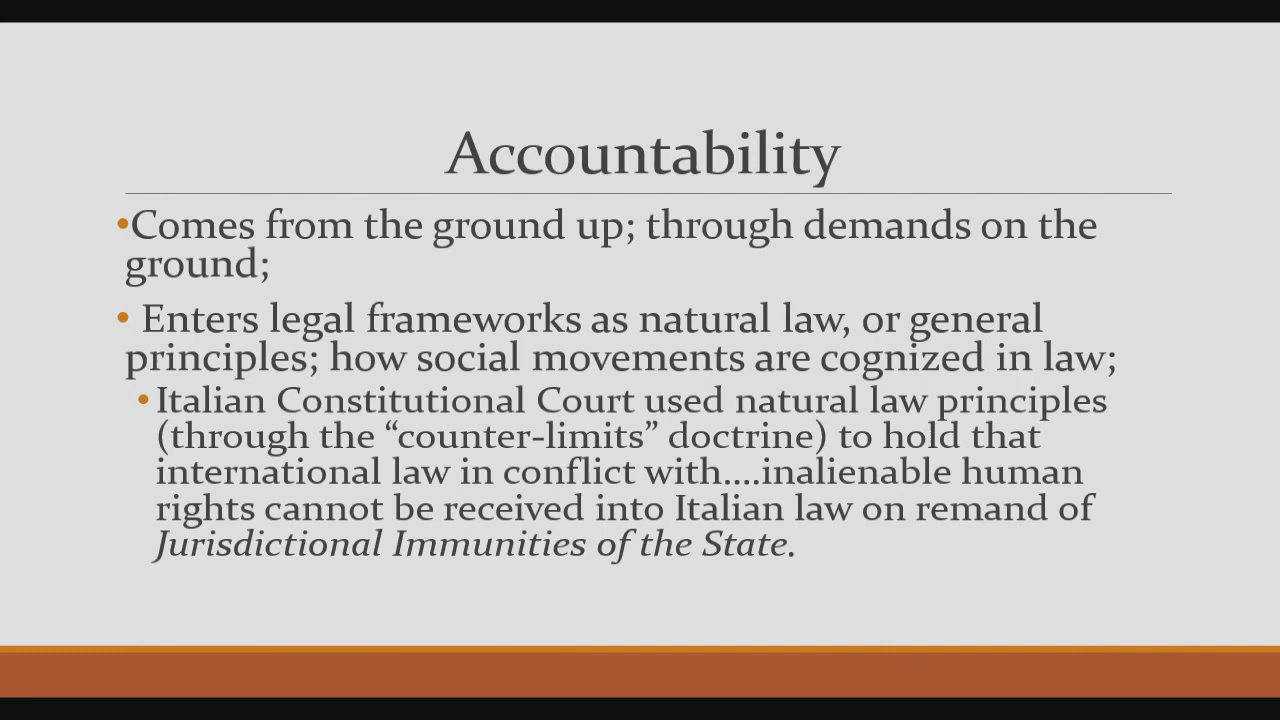 Accountability
•Comes from the ground up; through demands on the
ground;
• Enters legal frameworks as natural law, or general
principles; how social movements are cognized in law;
•Italian Constitutional Court used natural law principles
(through the “counter-limits” doctrine) to hold that
international law in conflict with....inalienable human
rights cannot be received into Italian law on remand of
Jurisdictional Immunities of the State.